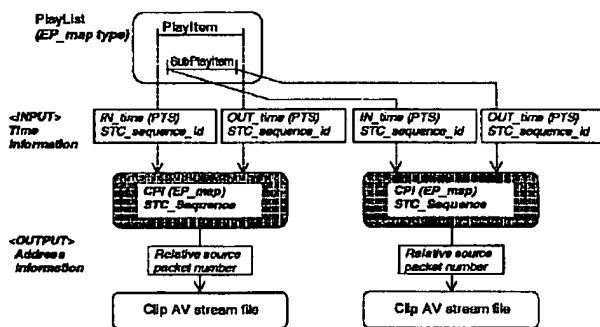 PlayList
(EP_map type)
PlayItem
SubPlayItem
<INPUT>
Time
Information
IN_time (PTS)
STC_sequence_id
OUT_time (PTS)
STC_sequence_id
IN_time (PTS)
STC_sequence_id
OUT_time (PTS)
STC_sequence_id
CPI (EP_map)
STC_Sequence
CPI (EP_map)
STC_Sequence
<OUTPUT>
Address
Information
Relative source
packet number
Relative source
packet number
Clip AV stream file
Clip AV stream file